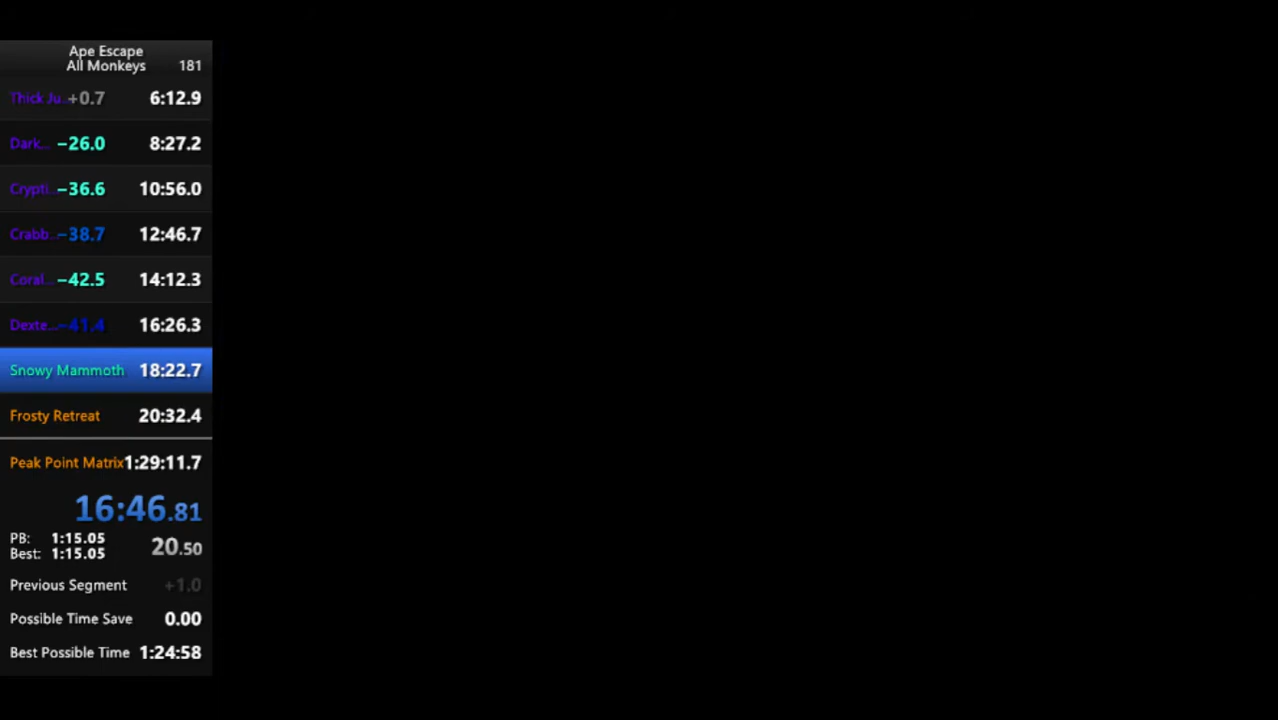 Ape Escape
All Monkeys 181
Thick Ju... +0.7 6:12.9
Dark... −26.0 8:27.2
Crypti... −36.6 10:56.0
Crabb... −38.7 12:46.7
Coral... −42.5 14:12.3
Dexte... −41.4 16:26.3
Snowy Mammoth 18:22.7
Frosty Retreat 20:32.4
Peak Point Matrix 1:29:11.7
16:46.81
PB: 1:15.05
Best: 1:15.05 20.50
Previous Segment +1.0
Possible Time Save 0.00
Best Possible Time 1:24:58